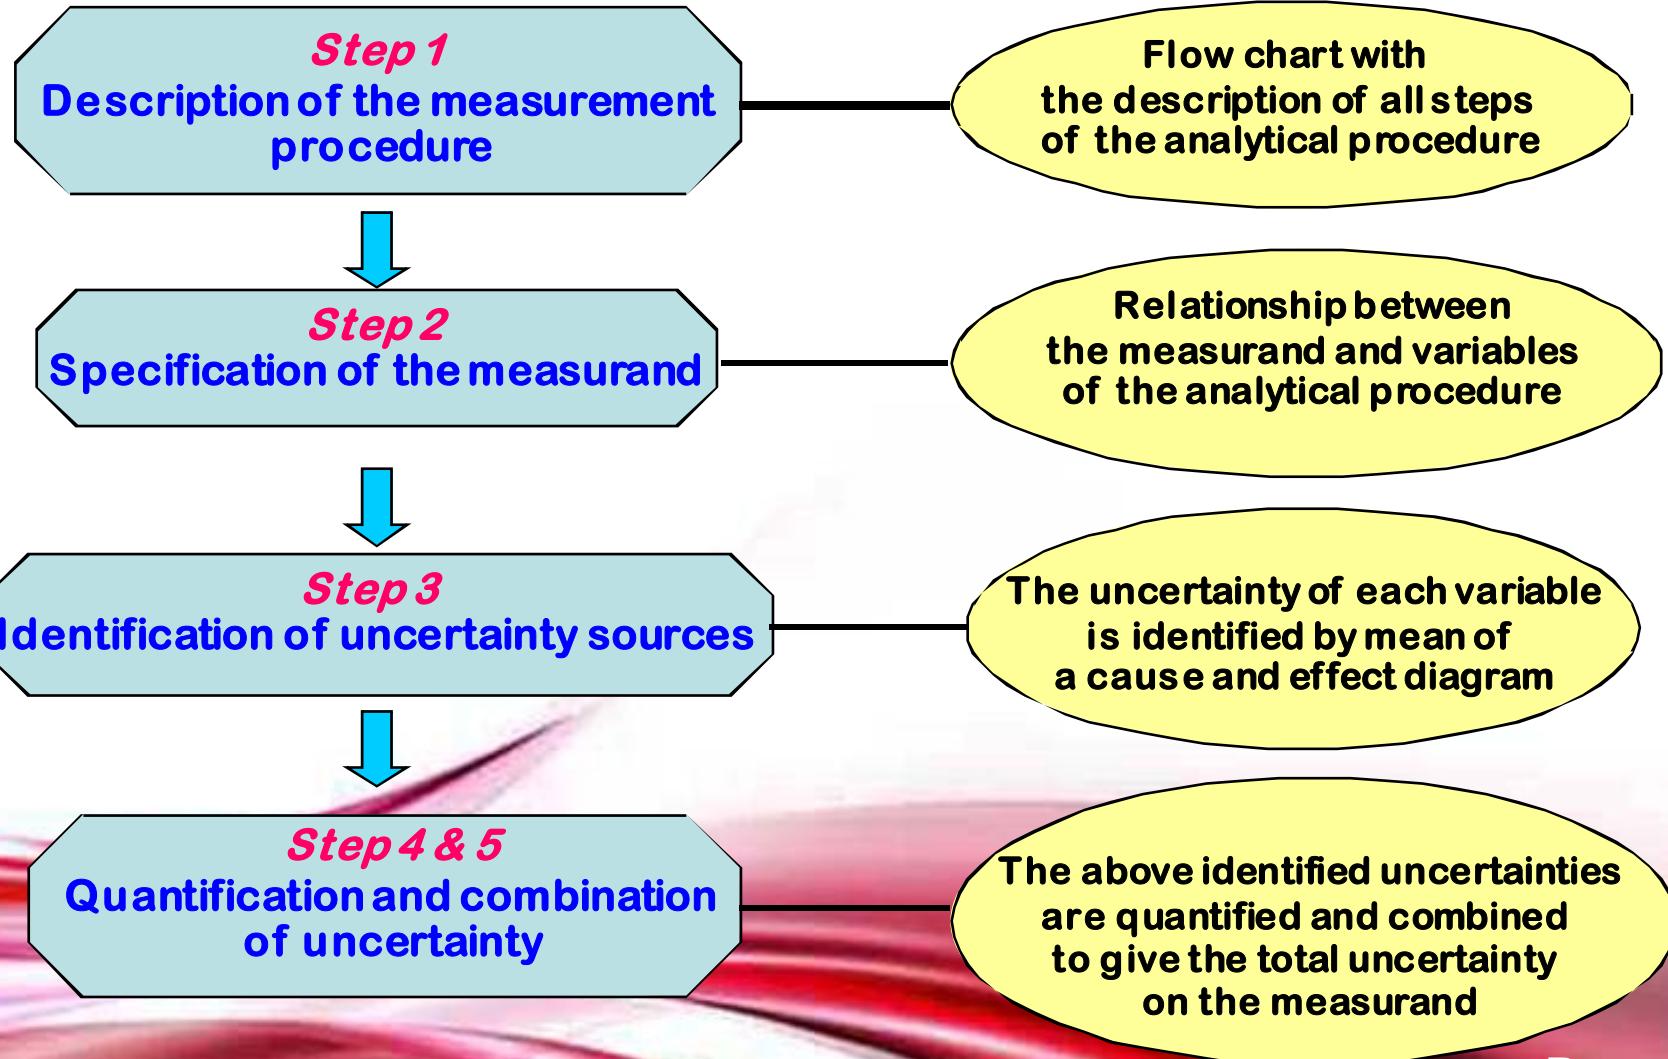 Step 1
Description of the measurement
procedure
Flow chart with
the description of all steps
of the analytical procedure
Step 2
Specification of the measurand
Relationship between
the measurand and variables
of the analytical procedure
Step 3
Identification of uncertainty sources
The uncertainty of each variable
is identified by mean of
a cause and effect diagram
Step 4 & 5
Quantification and combination
of uncertainty
The above identified uncertainties
are quantified and combined
to give the total uncertainty
on the measurand